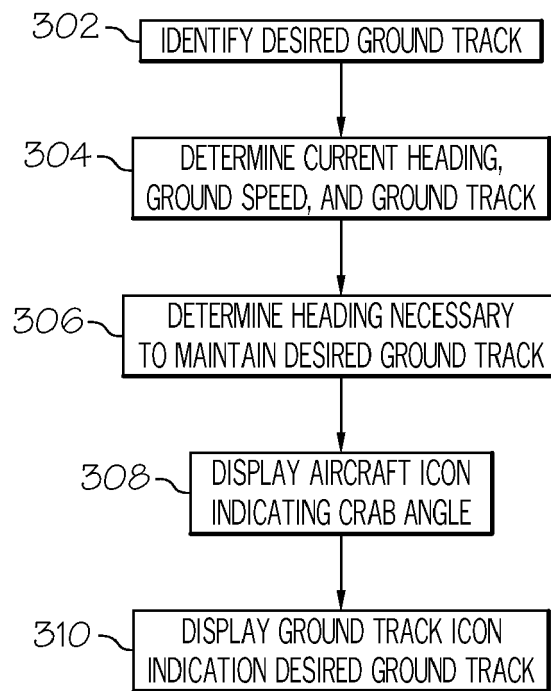 302
IDENTIFY DESIRED GROUND TRACK
304
DETERMINE CURRENT HEADING,
GROUND SPEED, AND GROUND TRACK
306
DETERMINE HEADING NECESSARY
TO MAINTAIN DESIRED GROUND TRACK
308
DISPLAY AIRCRAFT ICON
INDICATING CRAB ANGLE
310
DISPLAY GROUND TRACK ICON
INDICATION DESIRED GROUND TRACK